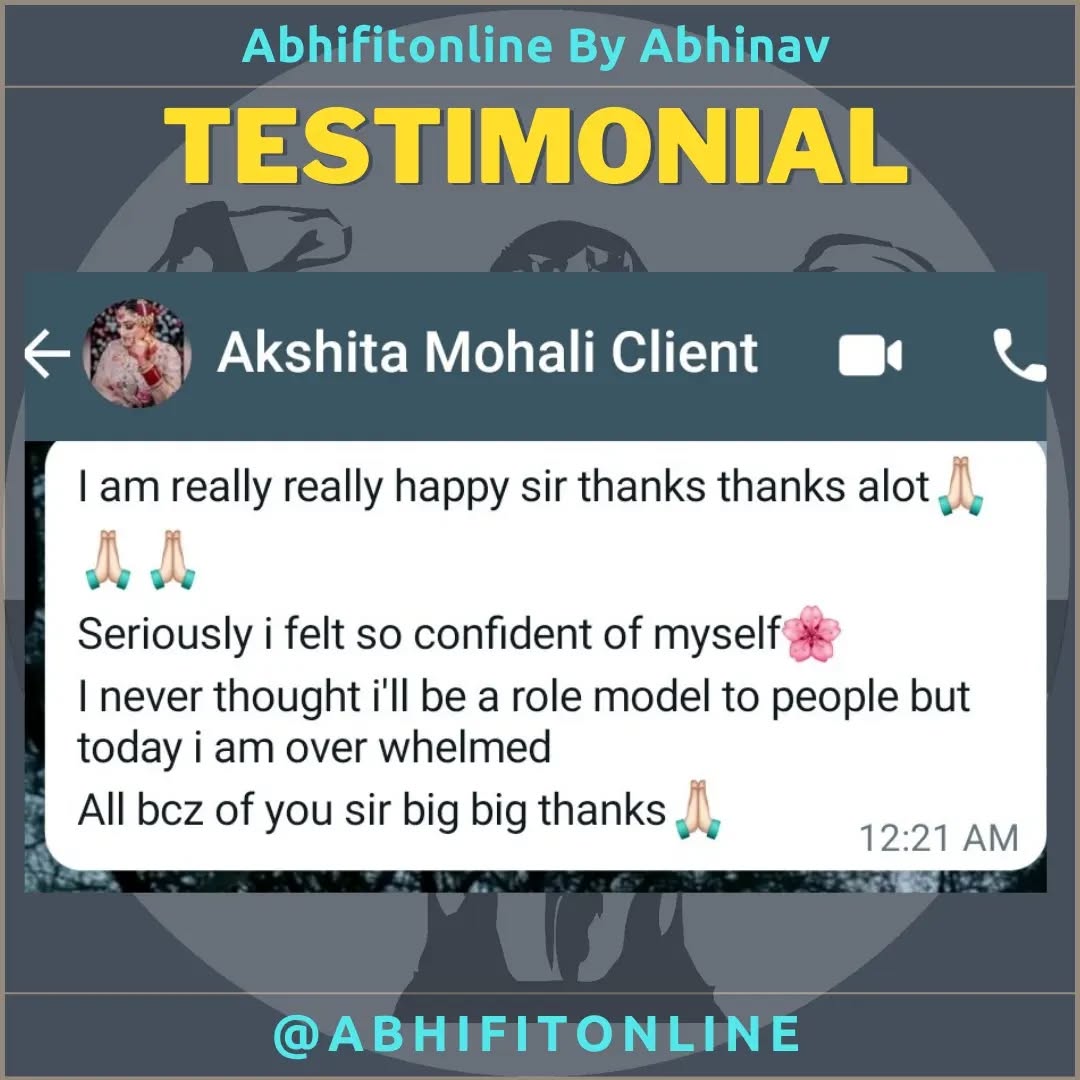 Abhifitonline By Abhinav
TESTIMONIAL
Akshita Mohali Client
I am really really happy sir thanks thanks alot🙏🏻
🙏🏻🙏🏻
Seriously i felt so confident of myself🌸
I never thought i'll be a role model to people but
today i am over whelmed
All bcz of you sir big big thanks🙏🏻
12:21 AM
@ABHIFITONLINE